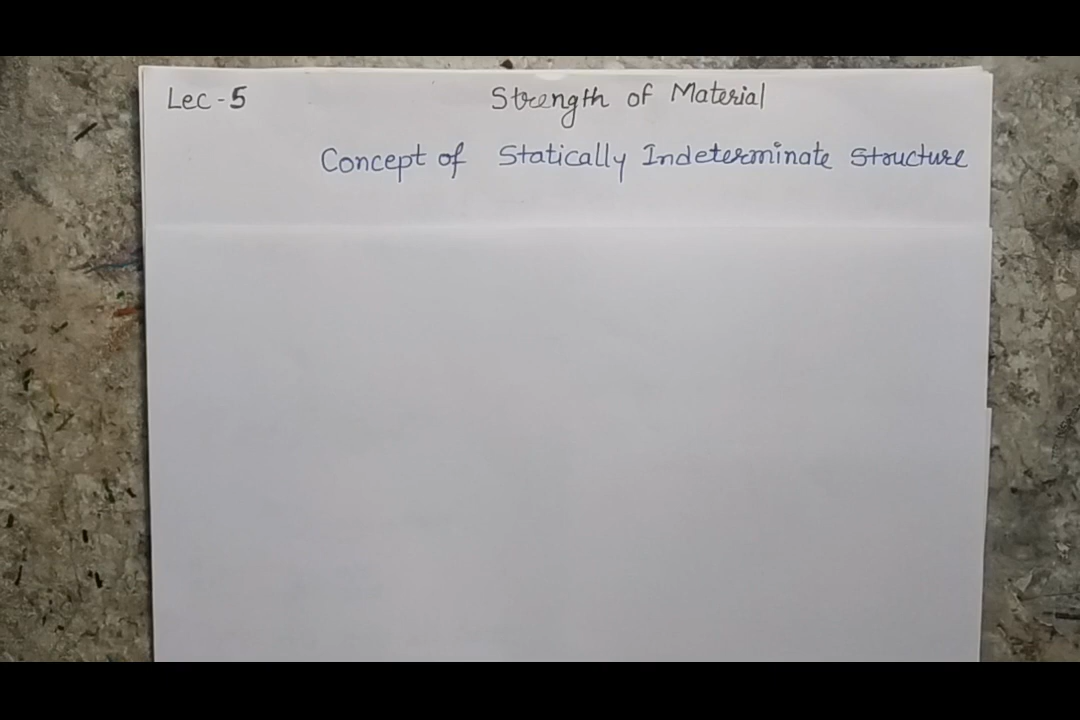 Lec - 5
Strength of Material
Concept of Statically Indeterminate Structure